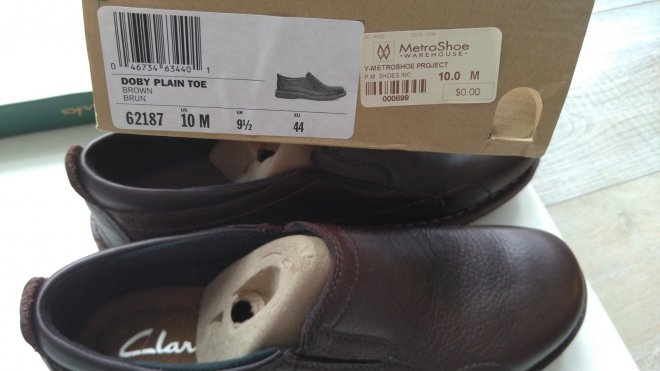 0 46734 63440 1
DOBY PLAIN TOE
BROWN
BRUN
US UK EU
62187 10 M 9½ 44
MetroShoe
WAREHOUSE
Y-METROSHOE PROJECT
P.M. SHOES INC 10.0 M
000899 $0.00
Clar